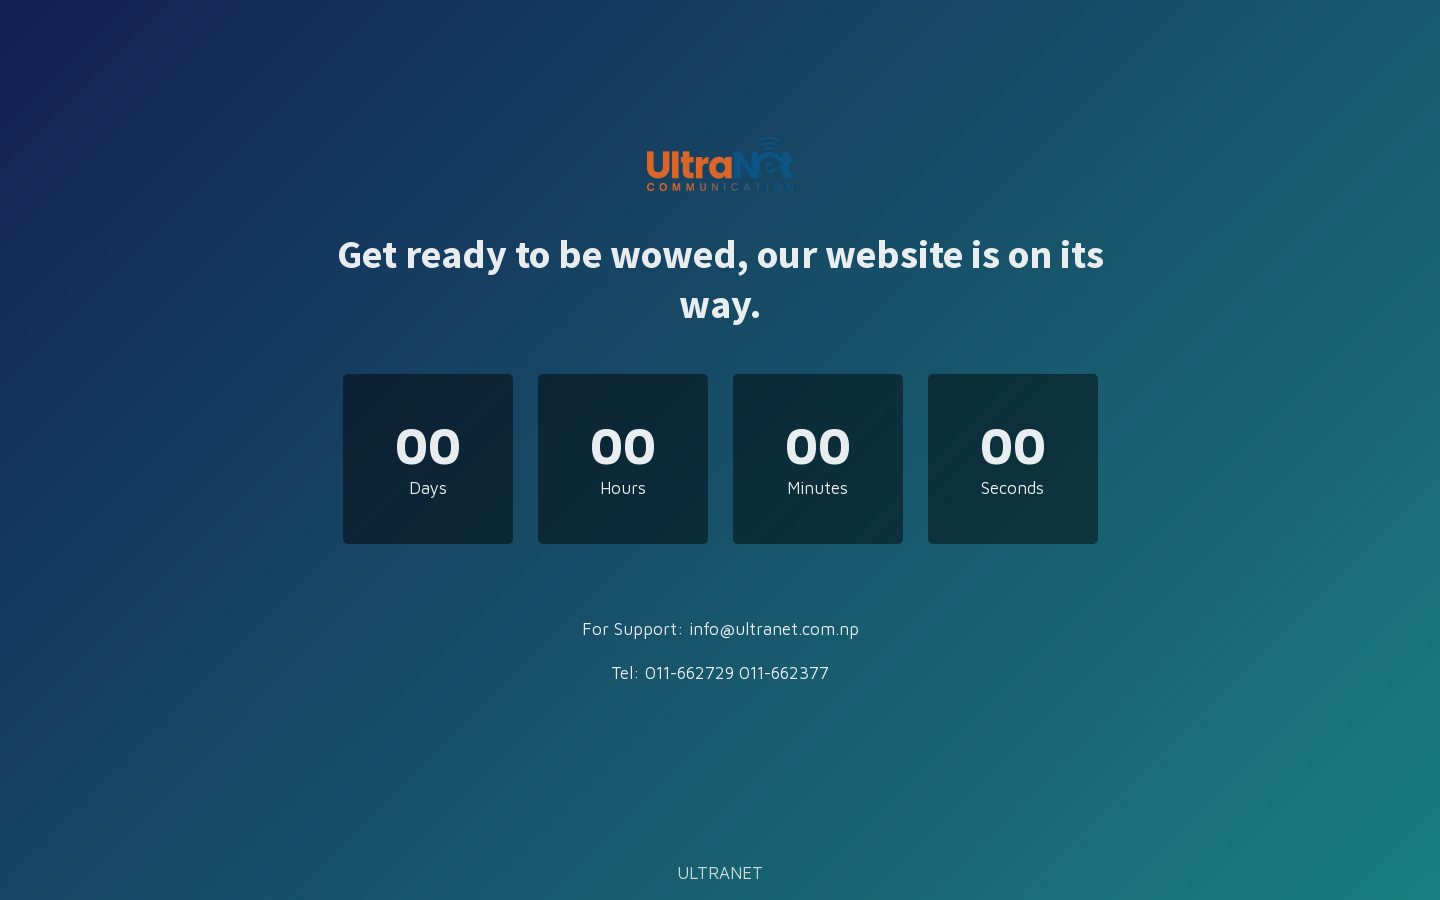 UltraNet
COMMUNICATION
Get ready to be wowed, our website is on its
way.
00 00 00 00
Days Hours Minutes Seconds
For Support: info@ultranet.com.np
Tel: 011-662729 011-662377
ULTRANET